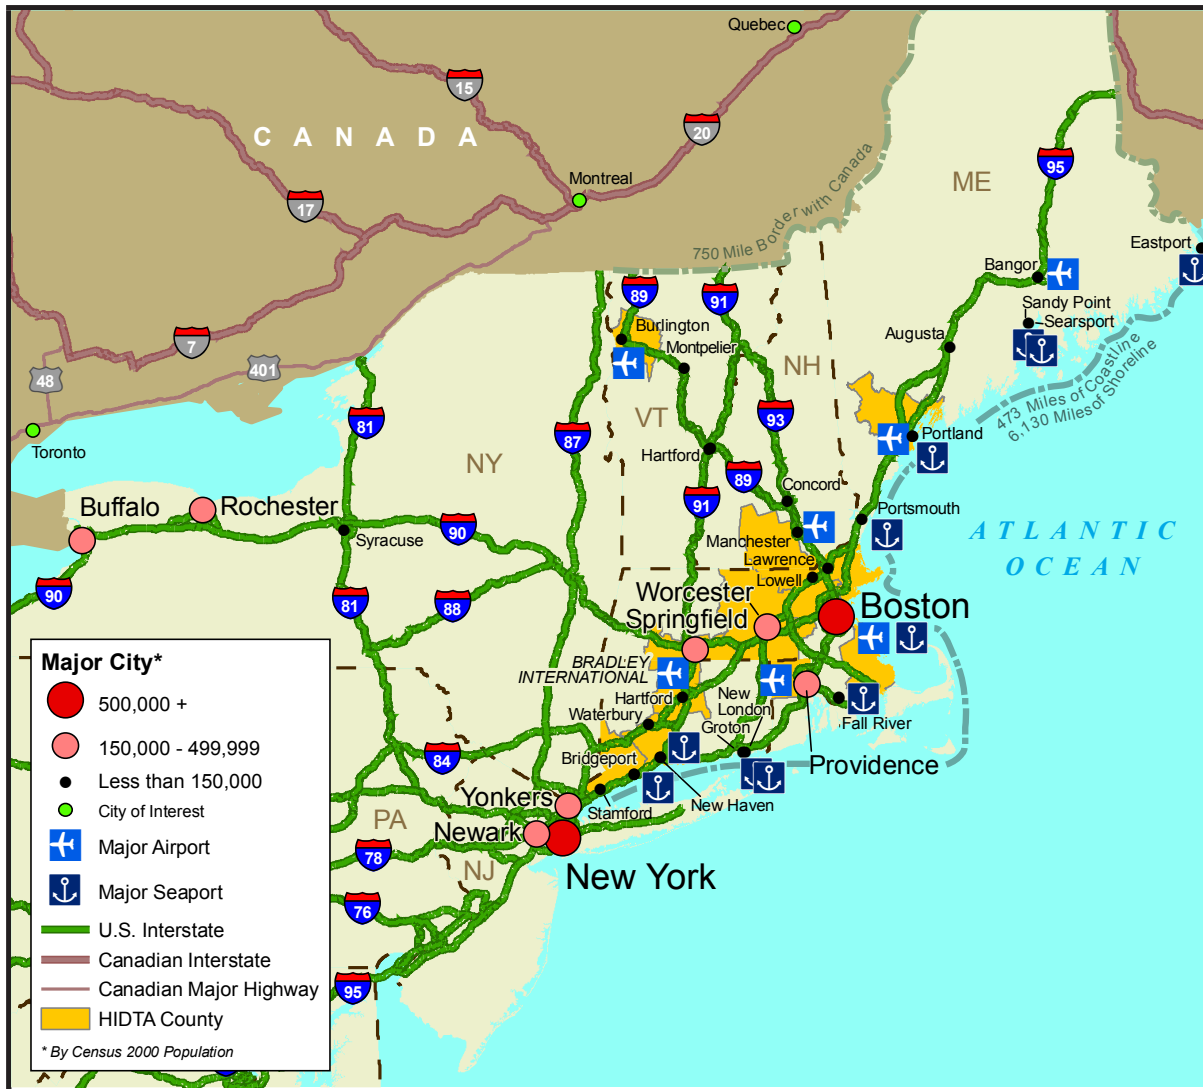 Quebec
15
20
C A N A D A
95
Montreal
ME
17
750 Mile Border with Canada
Eastport
Bangor
89
91
Sandy Point
Searsport
Burlington
Augusta
7
Montpelier
NH
401
48
473 Miles of Coastline
6,130 Miles of Shoreline
93
VT
81
87
Portland
Toronto
Hartford
NY
89
Concord
Buffalo
Rochester
91
Portsmouth
90
Syracuse
Manchester
ATLANTIC
OCEAN
Lawrence
Lowell
90
81
88
Worcester
Springfield
Boston
BRADLEY
INTERNATIONAL
Hartford
New
London
Waterbury
Groton
Fall River
84
Bridgeport
Providence
Yonkers
New Haven
Stamford
PA
Newark
78
NJ
New York
76
95
Major City*
500,000 +
150,000 - 499,999
Less than 150,000
City of Interest
Major Airport
Major Seaport
U.S. Interstate
Canadian Interstate
Canadian Major Highway
HIDTA County
* By Census 2000 Population